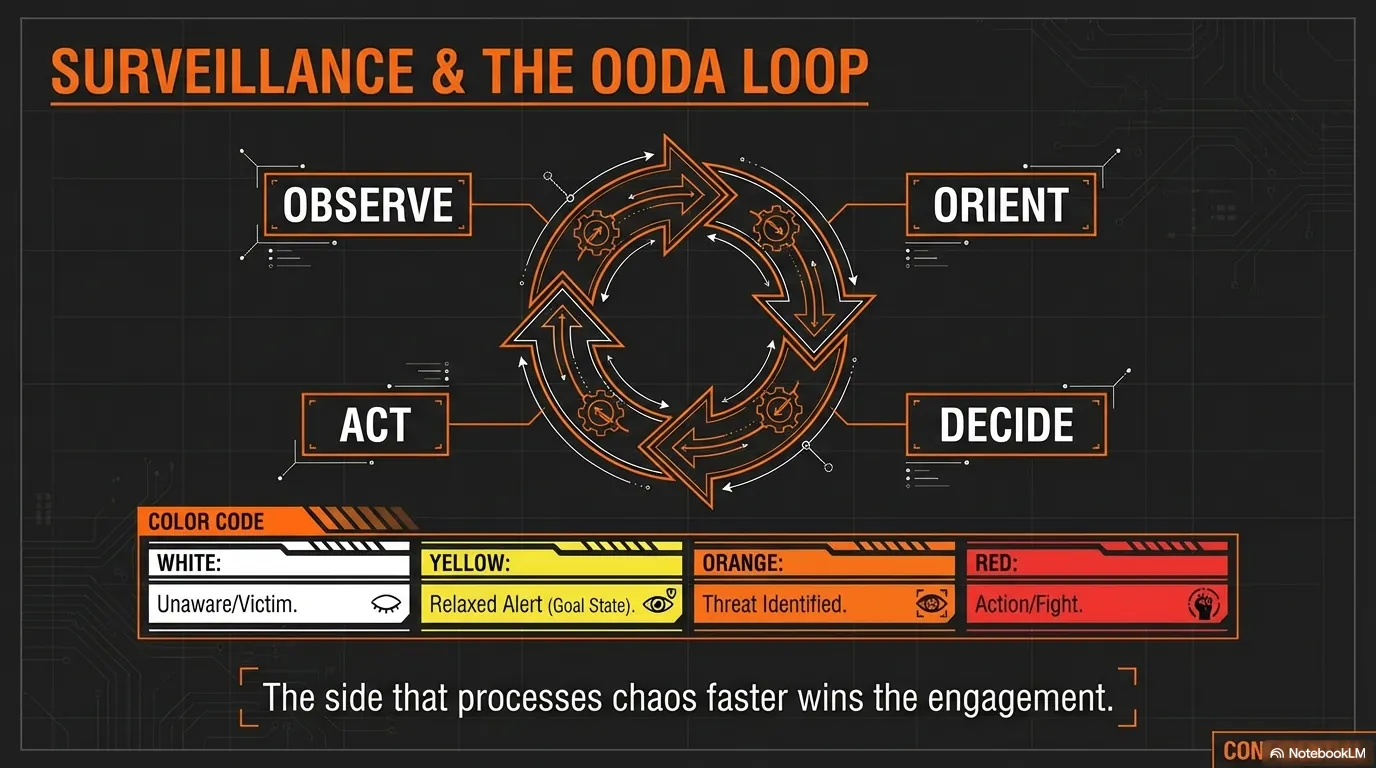 SURVEILLANCE & THE OODA LOOP
OBSERVE
ORIENT
ACT
DECIDE
COLOR CODE
WHITE:
Unaware/Victim.
YELLOW:
Relaxed Alert (Goal State).
ORANGE:
Threat Identified.
RED:
Action/Fight.
The side that processes chaos faster wins the engagement.
NotebookLM